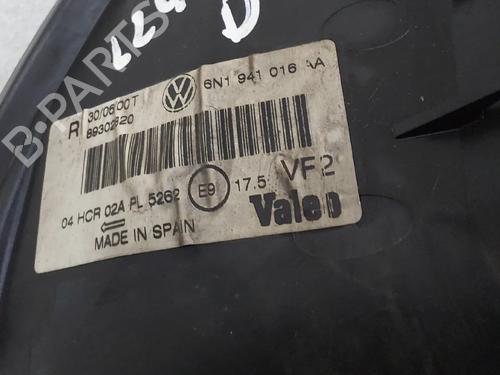 D
B-PARTS
R 30/06 00T
6N1 941 016 AA
89302820
04 HCR 02A PL 5262 E9 17.5 VF2
MADE IN SPAIN
Valeo